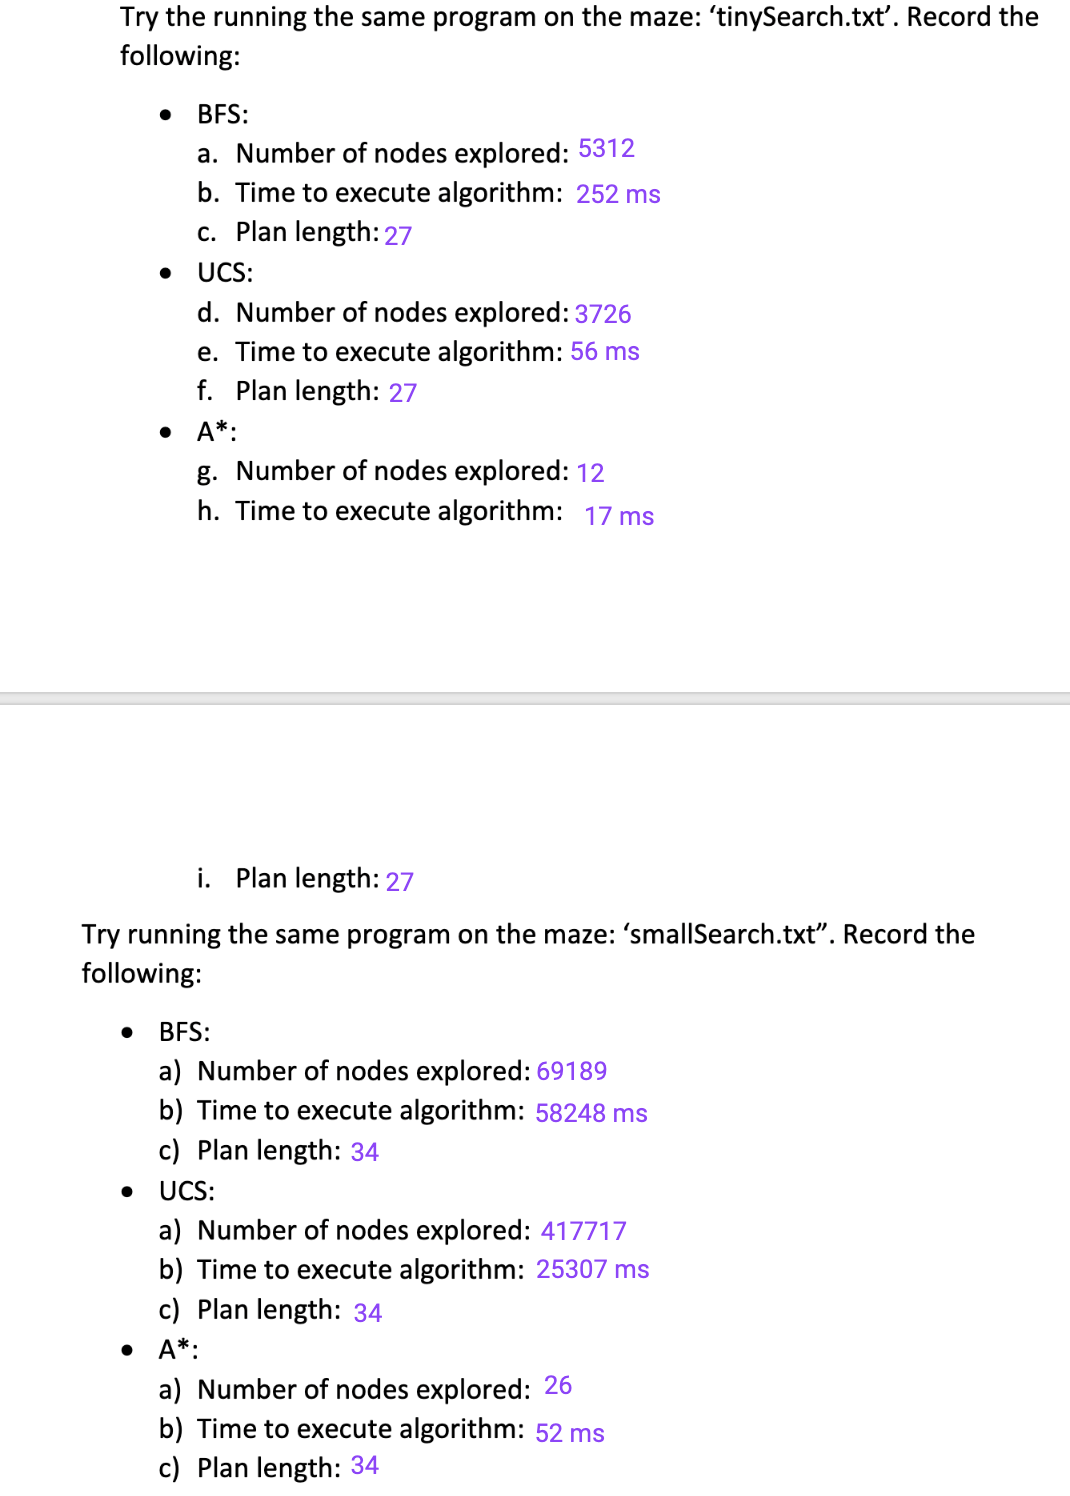 Try the running the same program on the maze: ‘tinySearch.txt’. Record the
following:
• BFS:
a. Number of nodes explored: 5312
b. Time to execute algorithm: 252 ms
c. Plan length: 27
• UCS:
d. Number of nodes explored: 3726
e. Time to execute algorithm: 56 ms
f. Plan length: 27
• A*:
g. Number of nodes explored: 12
h. Time to execute algorithm: 17 ms
i. Plan length: 27
Try running the same program on the maze: ‘smallSearch.txt”. Record the
following:
• BFS:
a) Number of nodes explored: 69189
b) Time to execute algorithm: 58248 ms
c) Plan length: 34
• UCS:
a) Number of nodes explored: 417717
b) Time to execute algorithm: 25307 ms
c) Plan length: 34
• A*:
a) Number of nodes explored: 26
b) Time to execute algorithm: 52 ms
c) Plan length: 34